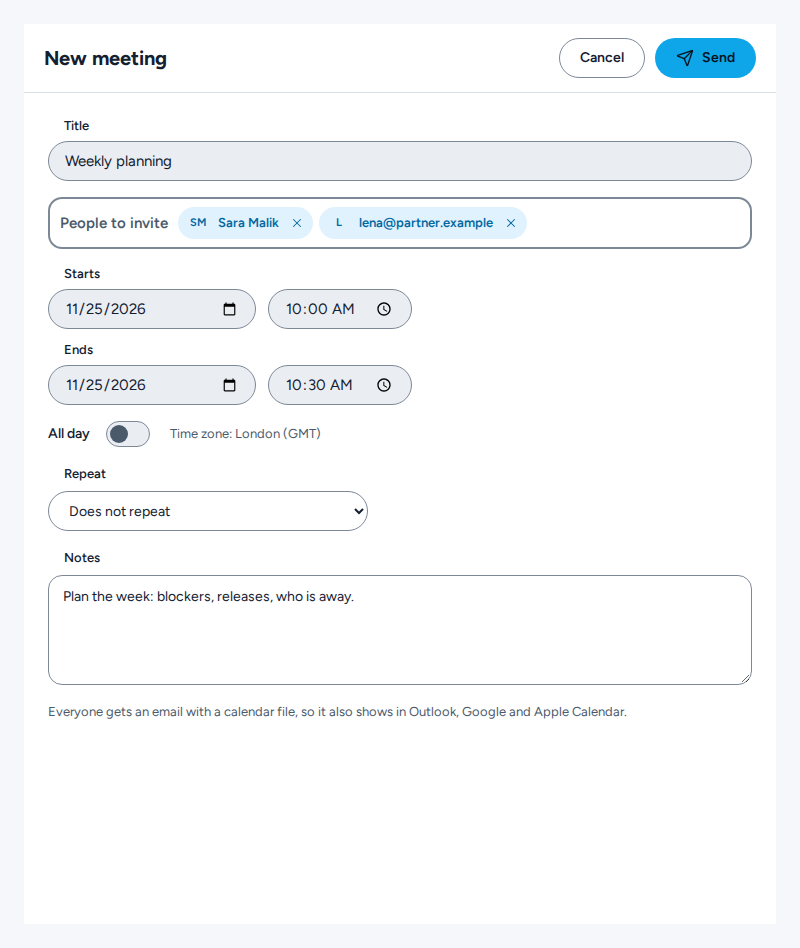 New meeting
Cancel
Send
Title
Weekly planning
People to invite SM Sara Malik L lena@partner.example
Starts
11/25/2026 10:00 AM
Ends
11/25/2026 10:30 AM
All day Time zone: London (GMT)
Repeat
Does not repeat
Notes
Plan the week: blockers, releases, who is away.
Everyone gets an email with a calendar file, so it also shows in Outlook, Google and Apple Calendar.